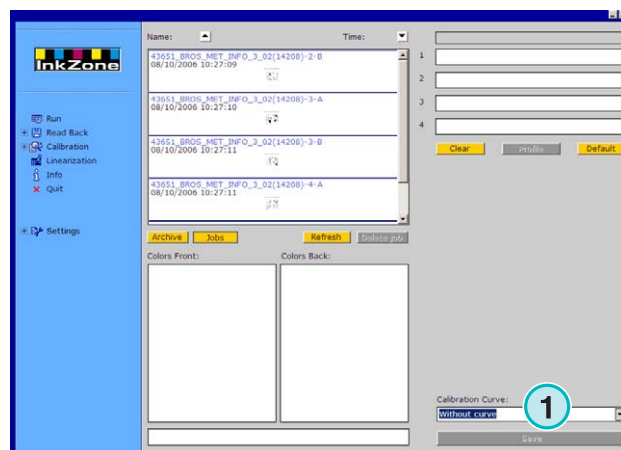 InkZone
Run
Read Back
Calibration
Linearization
Info
Quit
Settings
Name:
Time:
43651_BROS_MET_INFO_3_02(14208)-2-B
08/10/2006 10:27:09
43651_BROS_MET_INFO_3_02(14208)-3-A
08/10/2006 10:27:10
43651_BROS_MET_INFO_3_02(14208)-3-B
08/10/2006 10:27:11
43651_BROS_MET_INFO_3_02(14208)-4-A
08/10/2006 10:27:11
Archive
Jobs
Refresh
Delete job
Colors Front:
Colors Back:
1
2
3
4
Clear
Profile
Default
Calibration Curve:
Without curve
1
Save